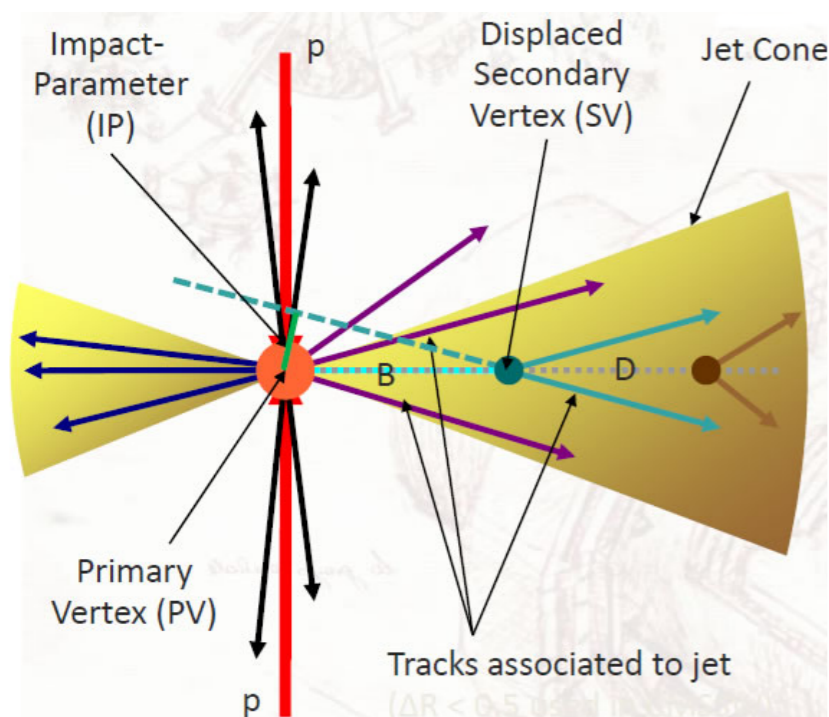 Impact-
Parameter
(IP)
p
Displaced
Secondary
Vertex (SV)
Jet Cone
B
D
Primary
Vertex (PV)
Tracks associated to jet
p